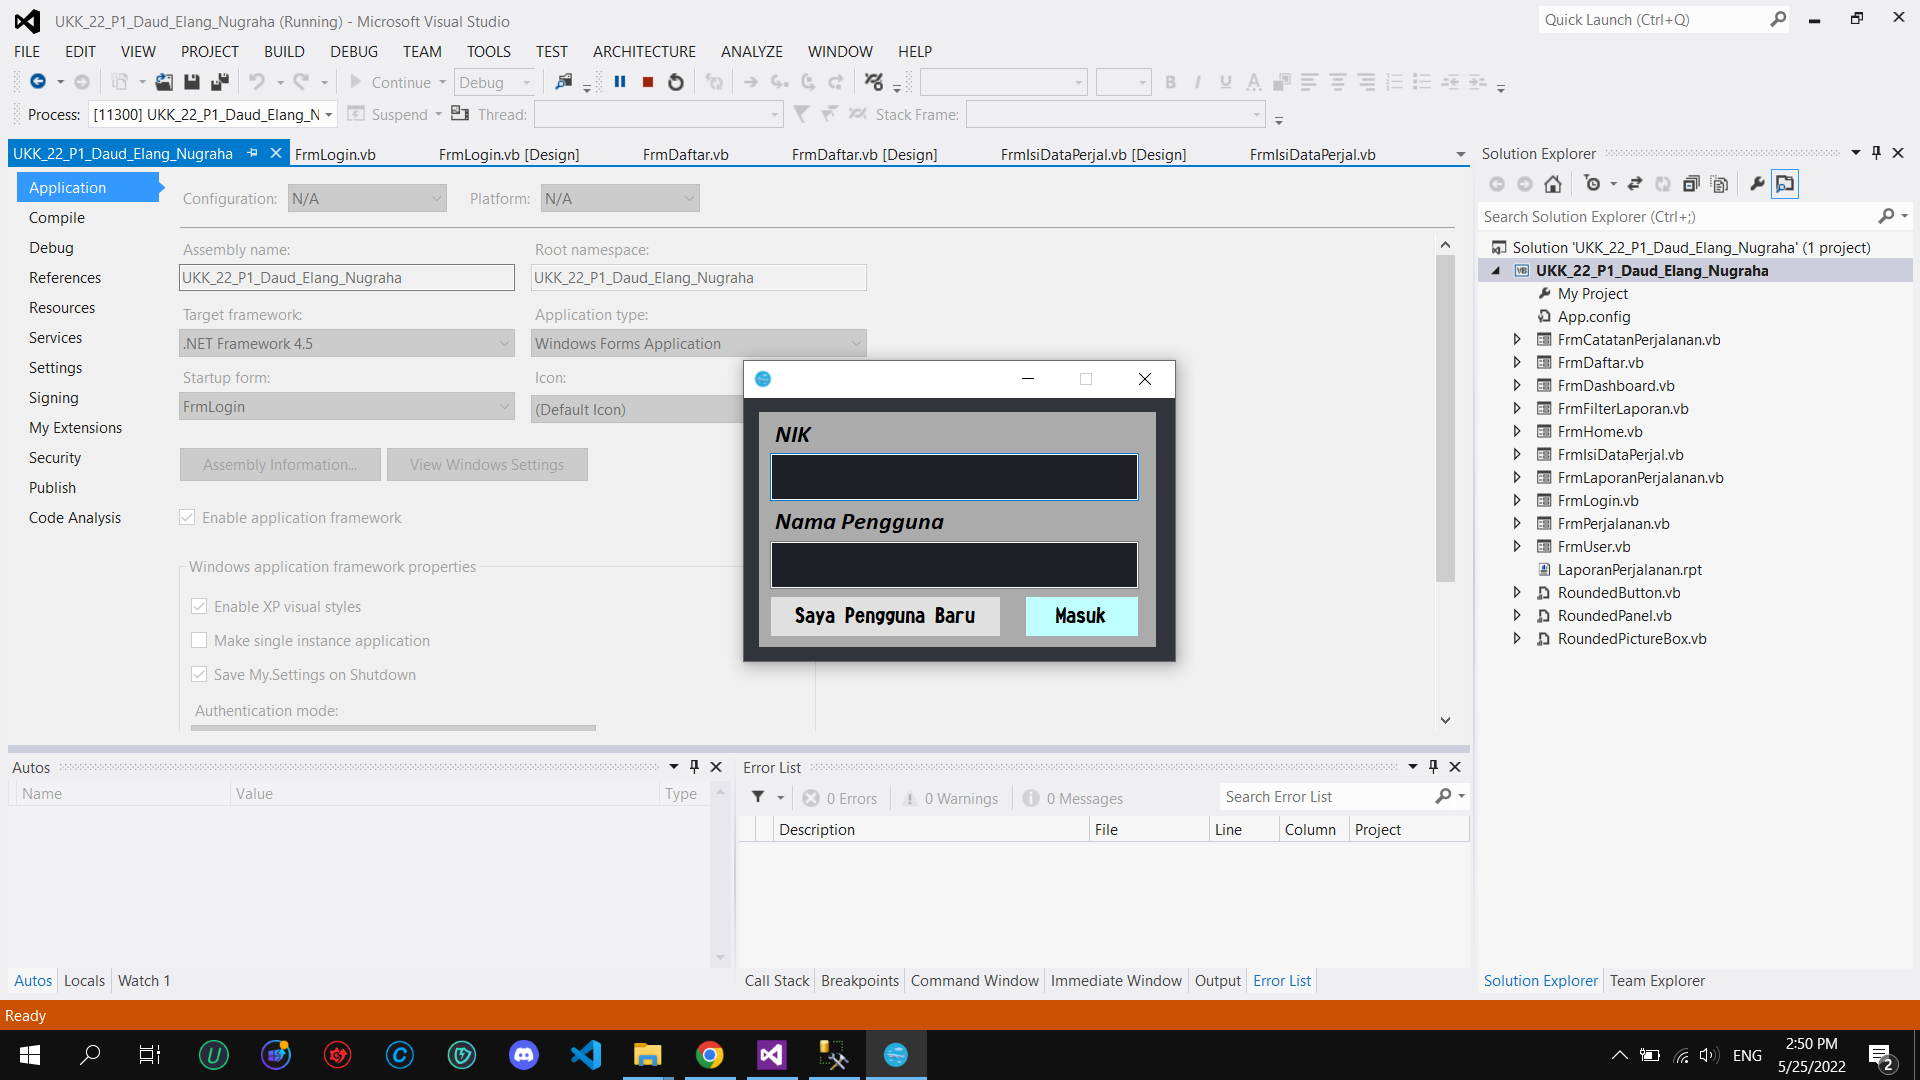 UKK_22_P1_Daud_Elang_Nugraha (Running) - Microsoft Visual Studio
Quick Launch (Ctrl+Q)
FILE EDIT VIEW PROJECT BUILD DEBUG TEAM TOOLS TEST ARCHITECTURE ANALYZE WINDOW HELP
Continue Debug
Process: [11300] UKK_22_P1_Daud_Elang_N Suspend Thread: Stack Frame:
UKK_22_P1_Daud_Elang_Nugraha FrmLogin.vb FrmLogin.vb [Design] FrmDaftar.vb FrmDaftar.vb [Design] FrmIsiDataPerjal.vb [Design] FrmIsiDataPerjal.vb
Application
Compile
Debug
References
Resources
Services
Settings
Signing
My Extensions
Security
Publish
Code Analysis
Configuration: N/A Platform: N/A
Assembly name: Root namespace:
UKK_22_P1_Daud_Elang_Nugraha UKK_22_P1_Daud_Elang_Nugraha
Target framework: Application type:
.NET Framework 4.5 Windows Forms Application
Startup form: Icon:
FrmLogin (Default Icon)
Assembly Information... View Windows Settings
Enable application framework
Windows application framework properties
Enable XP visual styles
Make single instance application
Save My.Settings on Shutdown
Authentication mode:
NIK
Nama Pengguna
Saya Pengguna Baru Masuk
Solution Explorer
Search Solution Explorer (Ctrl+;)
Solution 'UKK_22_P1_Daud_Elang_Nugraha' (1 project)
VB UKK_22_P1_Daud_Elang_Nugraha
My Project
App.config
FrmCatatanPerjalanan.vb
FrmDaftar.vb
FrmDashboard.vb
FrmFilterLaporan.vb
FrmHome.vb
FrmIsiDataPerjal.vb
FrmLaporanPerjalanan.vb
FrmLogin.vb
FrmPerjalanan.vb
FrmUser.vb
LaporanPerjalanan.rpt
RoundedButton.vb
RoundedPanel.vb
RoundedPictureBox.vb
Autos
Name Value Type
Autos Locals Watch 1
Error List
0 Errors 0 Warnings 0 Messages Search Error List
Description File Line Column Project
Call Stack Breakpoints Command Window Immediate Window Output Error List
Solution Explorer Team Explorer
Ready
ENG
2:50 PM
5/25/2022
2